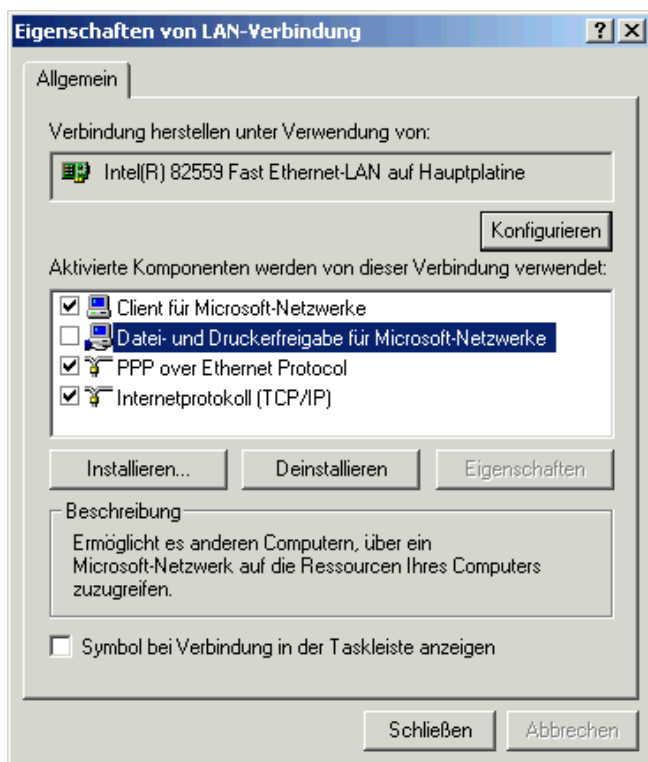 Eigenschaften von LAN-Verbindung
Allgemein
Verbindung herstellen unter Verwendung von:
Intel(R) 82559 Fast Ethernet-LAN auf Hauptplatine
Konfigurieren
Aktivierte Komponenten werden von dieser Verbindung verwendet:
Client für Microsoft-Netzwerke
Datei- und Druckerfreigabe für Microsoft-Netzwerke
PPP over Ethernet Protocol
Internetprotokoll (TCP/IP)
Installieren... Deinstallieren Eigenschaften
Beschreibung
Ermöglicht es anderen Computern, über ein
Microsoft-Netzwerk auf die Ressourcen Ihres Computers
zuzugreifen.
Symbol bei Verbindung in der Taskleiste anzeigen
Schließen Abbrechen